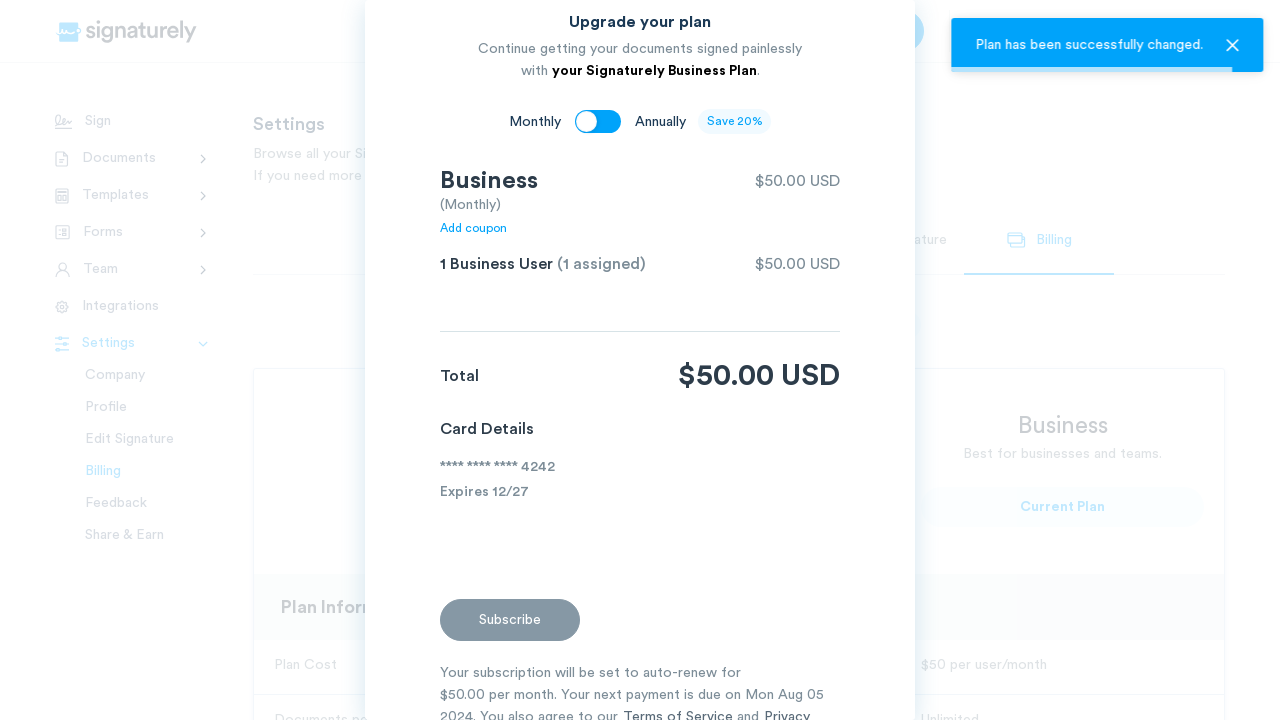 Upgrade your plan
Continue getting your documents signed painlessly
with your Signaturely Business Plan.
Monthly
Annually
Save 20%
Business
$50.00 USD
(Monthly)
Add coupon
1 Business User (1 assigned)
$50.00 USD
Total
$50.00 USD
Card Details
**** **** **** 4242
Expires 12/27
Subscribe
Your subscription will be set to auto-renew for
$50.00 per month. Your next payment is due on Mon Aug 05
2024. You also agree to our Terms of Service and Privacy
Plan has been successfully changed.
signaturely
Sign
Documents
Templates
Forms
Team
Integrations
Settings
Company
Profile
Edit Signature
Billing
Feedback
Share & Earn
Settings
Browse all your
If you need more
ature
Billing
Business
Best for businesses and teams.
Current Plan
Plan
Plan Cost
$50 per user/month
Documents
Unlimited